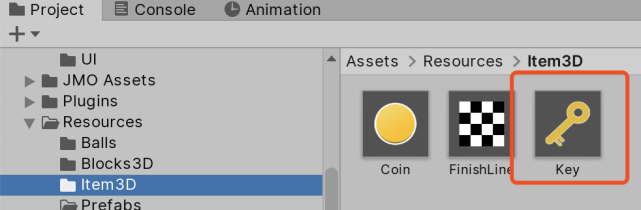 Project
Console
Animation
UI
JMO Assets
Plugins
Resources
Balls
Blocks3D
Item3D
Prefabs
Assets > Resources > Item3D
Coin
FinishLine
Key